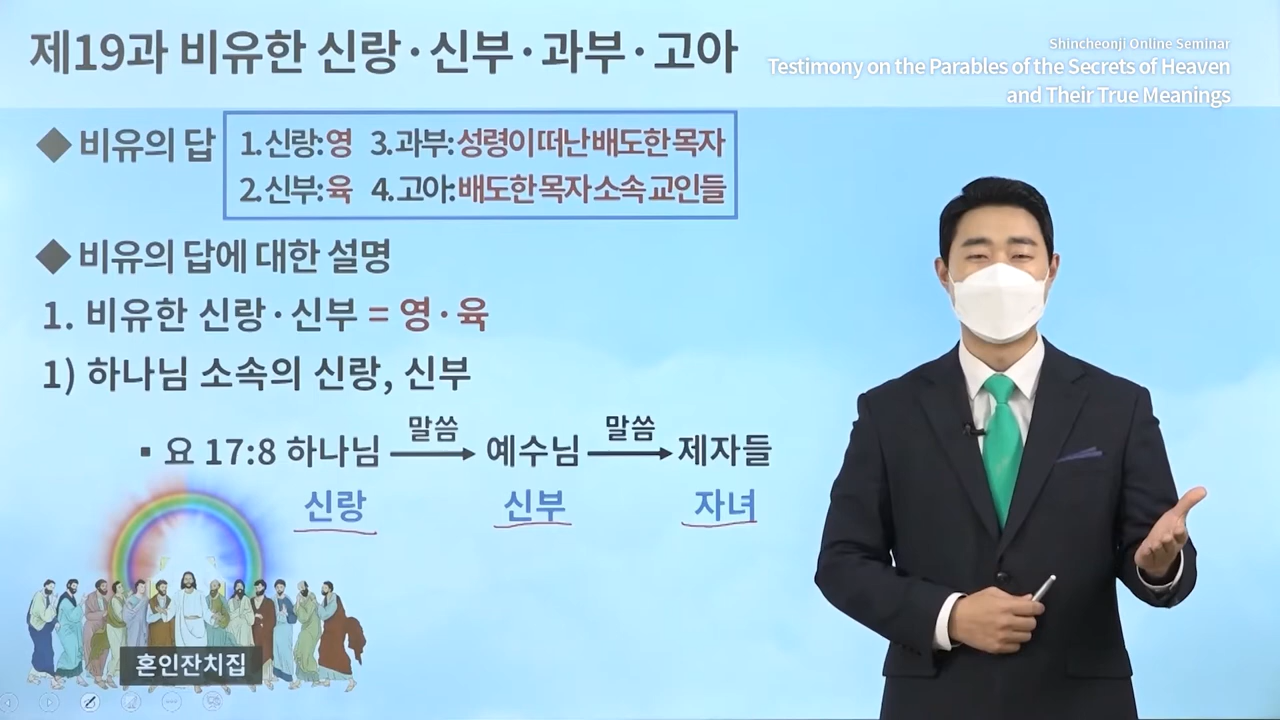 제19과 비유한 신랑·신부·과부·고아
Shincheonji Online Seminar
Testimony on the Parables of the Secrets of Heaven
and Their True Meanings
◆ 비유의 답
1. 신랑: 영 3. 과부: 성령이 떠난 배도한 목자
2. 신부: 육 4. 고아: 배도한 목자 소속 교인들
◆ 비유의 답에 대한 설명
1. 비유한 신랑·신부 = 영·육
1) 하나님 소속의 신랑, 신부
말씀 말씀
▪ 요 17:8 하나님 예수님 제자들
신랑 신부 자녀
혼인잔치집